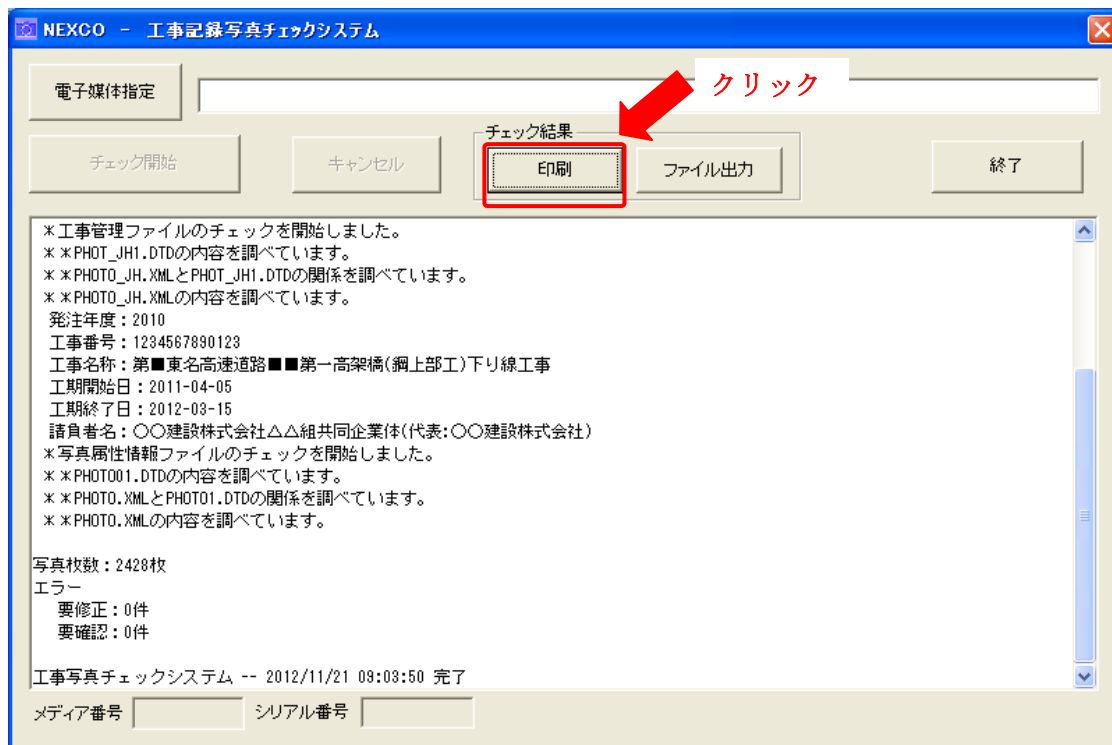 NEXCO - 工事記録写真チェックシステム
クリック
電子媒体指定
チェック結果
チェック開始
キャンセル
印刷
ファイル出力
終了
＊工事管理ファイルのチェックを開始しました。
＊＊PHOT_JH1.DTDの内容を調べています。
＊＊PHOTO_JH.XMLとPHOT_JH1.DTDの関係を調べています。
＊＊PHOTO_JH.XMLの内容を調べています。
発注年度：2010
工事番号：1234567890123
工事名称：第■東名高速道路■■第一高架橋(鋼上部工)下り線工事
工期開始日：2011-04-05
工期終了日：2012-03-15
請負者名：○○建設株式会社△△組共同企業体(代表:○○建設株式会社)
＊写真属性情報ファイルのチェックを開始しました。
＊＊PHOTO01.DTDの内容を調べています。
＊＊PHOTO.XMLとPHOTO1.DTDの関係を調べています。
＊＊PHOTO.XMLの内容を調べています。
写真枚数：2428枚
エラー
要修正：0件
要確認：0件
工事写真チェックシステム -- 2012/11/21 09:03:50 完了
メディア番号
シリアル番号